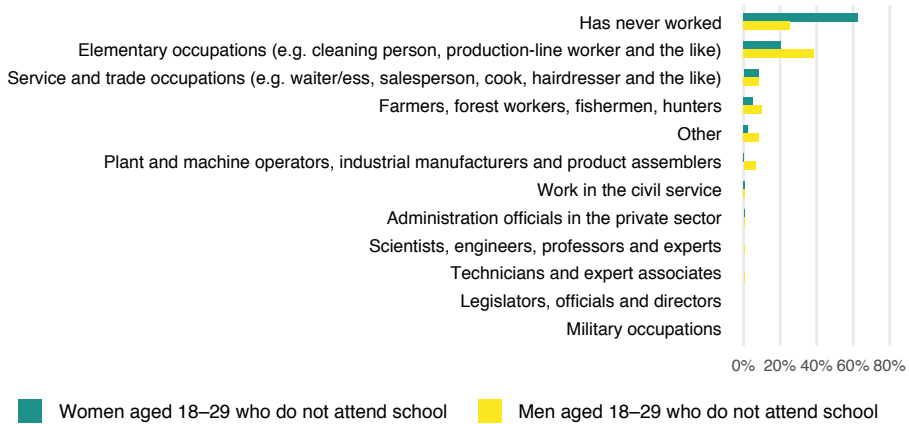 Has never worked
Elementary occupations (e.g. cleaning person, production-line worker and the like)
Service and trade occupations (e.g. waiter/ess, salesperson, cook, hairdresser and the like)
Farmers, forest workers, fishermen, hunters
Other
Plant and machine operators, industrial manufacturers and product assemblers
Work in the civil service
Administration officials in the private sector
Scientists, engineers, professors and experts
Technicians and expert associates
Legislators, officials and directors
Military occupations
0% 20% 40% 60% 80%
Women aged 18–29 who do not attend school
Men aged 18–29 who do not attend school